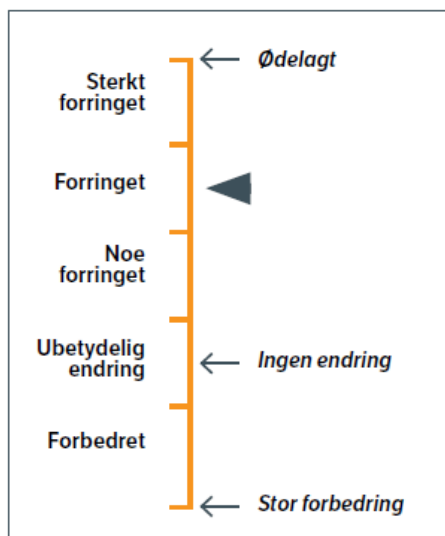 Ødelagt
Sterkt
forringet
Forringet
Noe
forringet
Ubetydelig
endring
Ingen endring
Forbedret
Stor forbedring